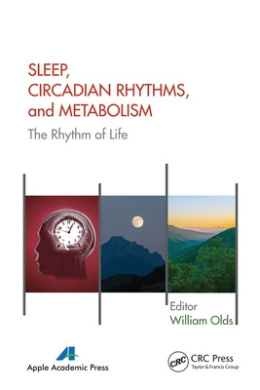 SLEEP,
CIRCADIAN RHYTHMS,
and METABOLISM
The Rhythm of Life
Editor
William Olds
Apple Academic Press
CRC Press
Taylor & Francis Group